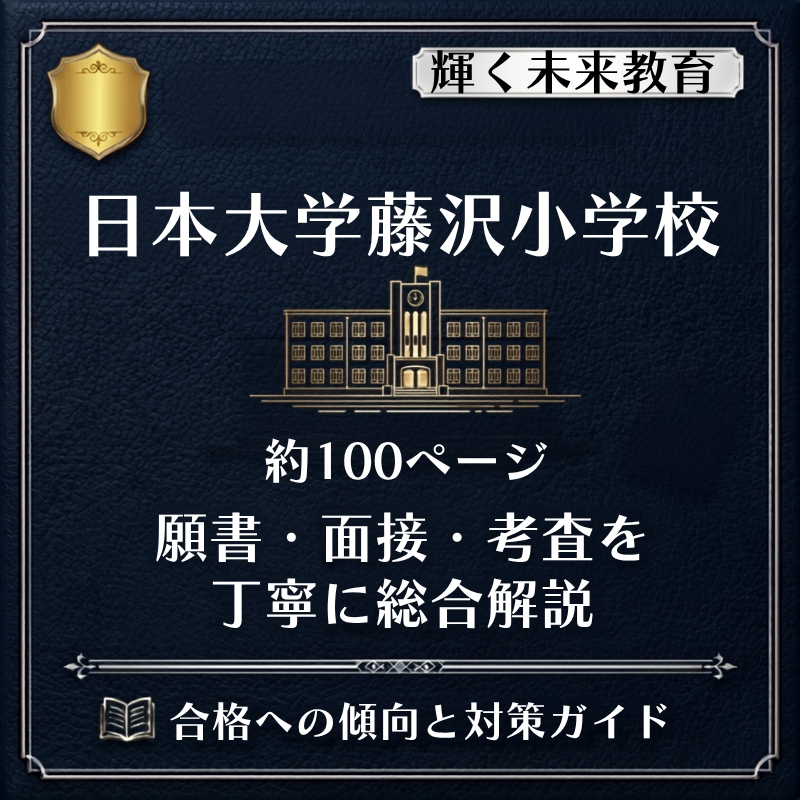 輝く未来教育
日本大学藤沢小学校
約100ページ
願書・面接・考査を
丁寧に総合解説
合格への傾向と対策ガイド